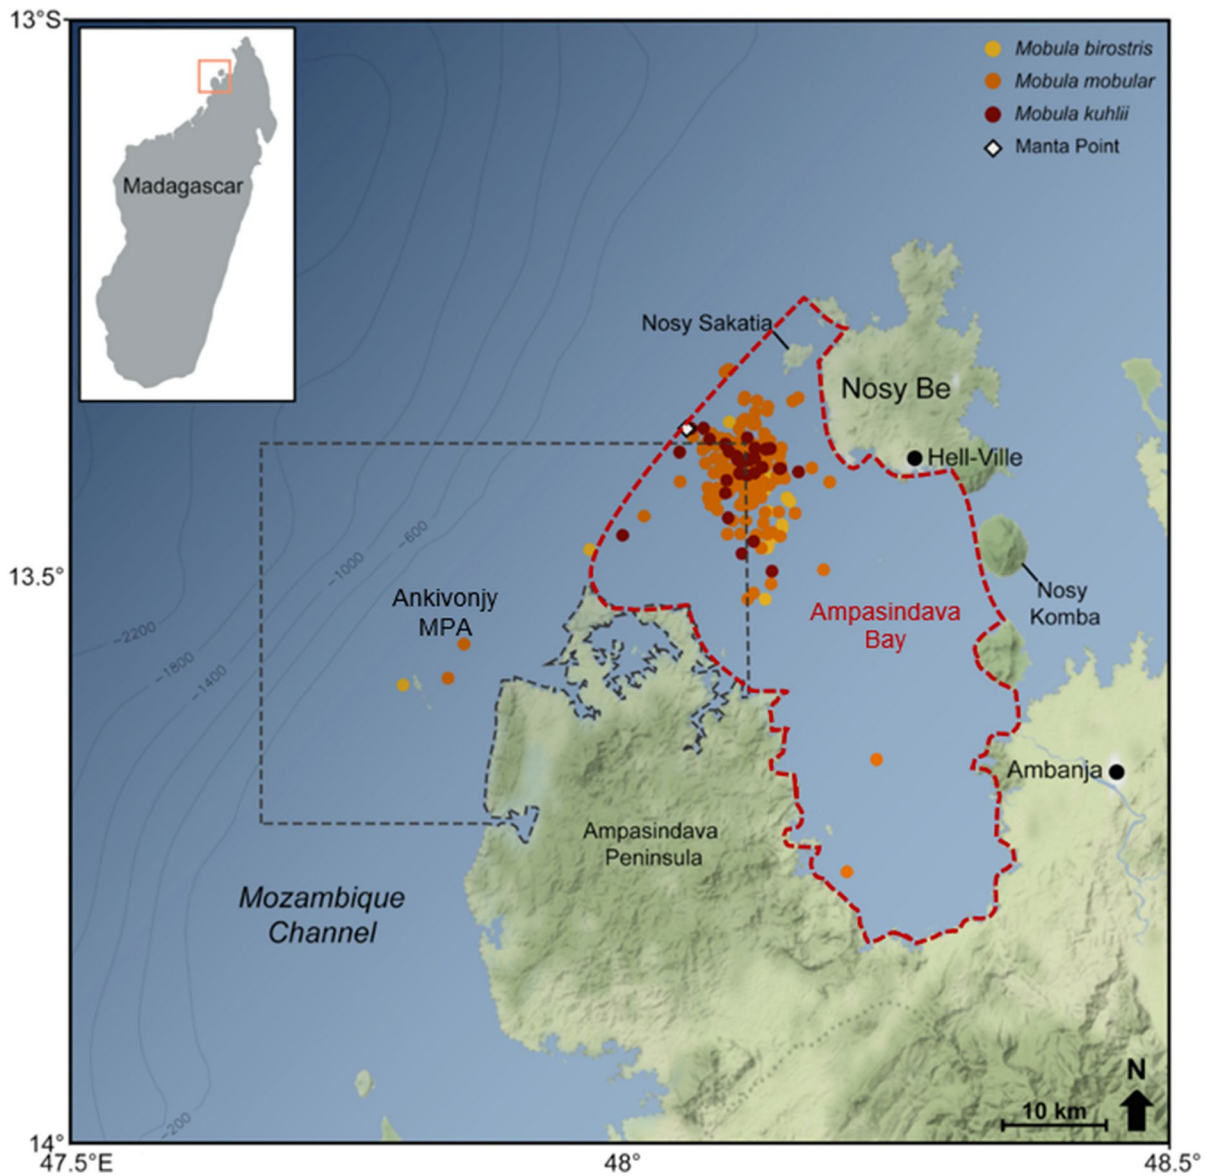 13°S
Madagascar
Mobula birostris
Mobula mobular
Mobula kuhlii
Manta Point
Nosy Sakatia
Nosy Be
Hell-Ville
-600
-1000
13.5°
Ankivonjy
MPA
Nosy
Komba
Ampasindava
Bay
-2200
-1800
-1400
Ambanja
Ampasindava
Peninsula
Mozambique
Channel
N
10 km
-200
14°
47.5°E
48°
48.5°